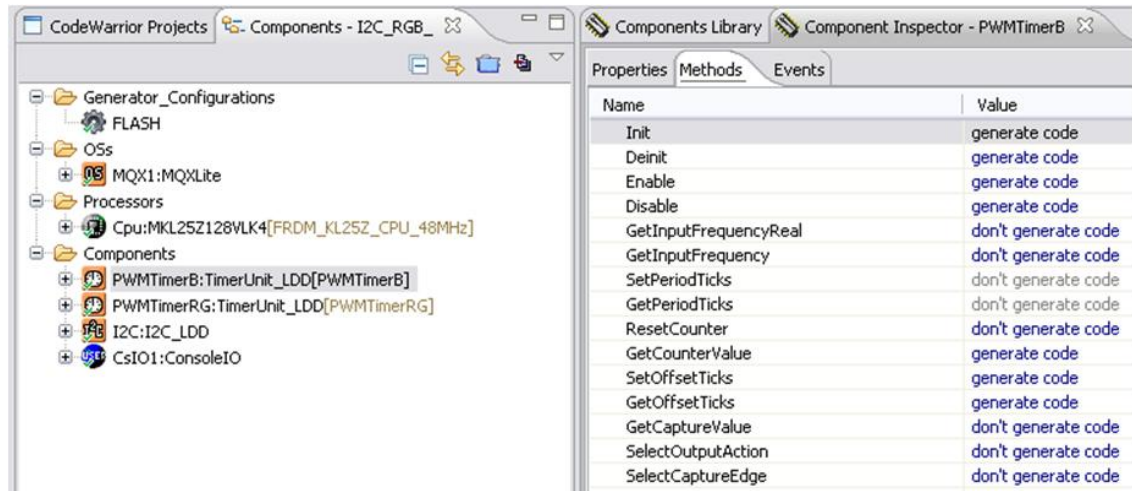 CodeWarrior Projects
Components - I2C_RGB_
Generator_Configurations
FLASH
OSs
MQX1:MQXLite
Processors
Cpu:MKL25Z128VLK4[FRDM_KL25Z_CPU_48MHz]
Components
PWMTimerB:TimerUnit_LDD[PWMTimerB]
PWMTimerRG:TimerUnit_LDD[PWMTimerRG]
I2C:I2C_LDD
CsIO1:ConsoleIO
Components Library
Component Inspector - PWMTimerB
Properties Methods Events
Name Value
Init generate code
Deinit generate code
Enable generate code
Disable generate code
GetInputFrequencyReal don't generate code
GetInputFrequency don't generate code
SetPeriodTicks don't generate code
GetPeriodTicks don't generate code
ResetCounter don't generate code
GetCounterValue generate code
SetOffsetTicks generate code
GetOffsetTicks generate code
GetCaptureValue don't generate code
SelectOutputAction don't generate code
SelectCaptureEdge don't generate code